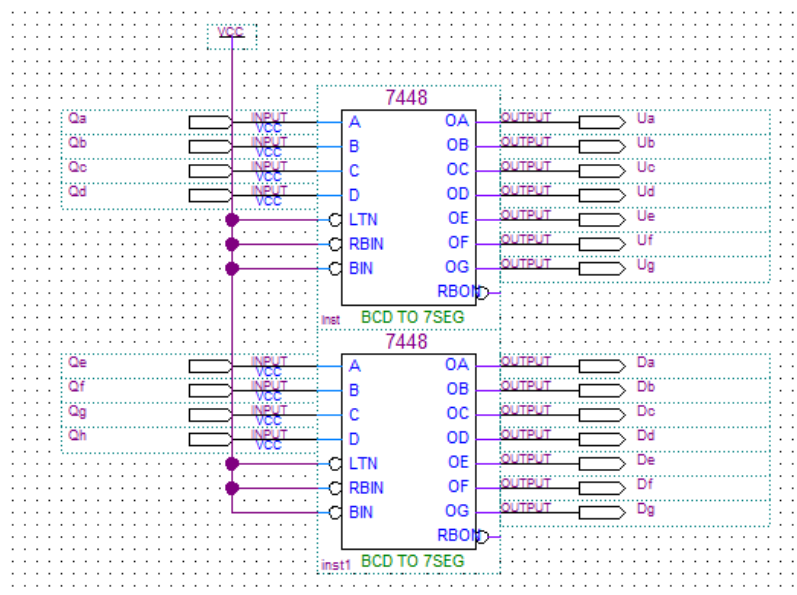 VCC
7448
Qa INPUT VCC A OA OUTPUT Ua
Qb INPUT VCC B OB OUTPUT Ub
Qc INPUT VCC C OC OUTPUT Uc
Qd INPUT VCC D OD OUTPUT Ud
LTN OE OUTPUT Ue
RBIN OF OUTPUT Uf
BIN OG OUTPUT Ug
RBON
inst BCD TO 7SEG
7448
Qe INPUT VCC A OA OUTPUT Da
Qf INPUT VCC B OB OUTPUT Db
Qg INPUT VCC C OC OUTPUT Dc
Qh INPUT VCC D OD OUTPUT Dd
LTN OE OUTPUT De
RBIN OF OUTPUT Df
BIN OG OUTPUT Dg
RBON
inst1 BCD TO 7SEG